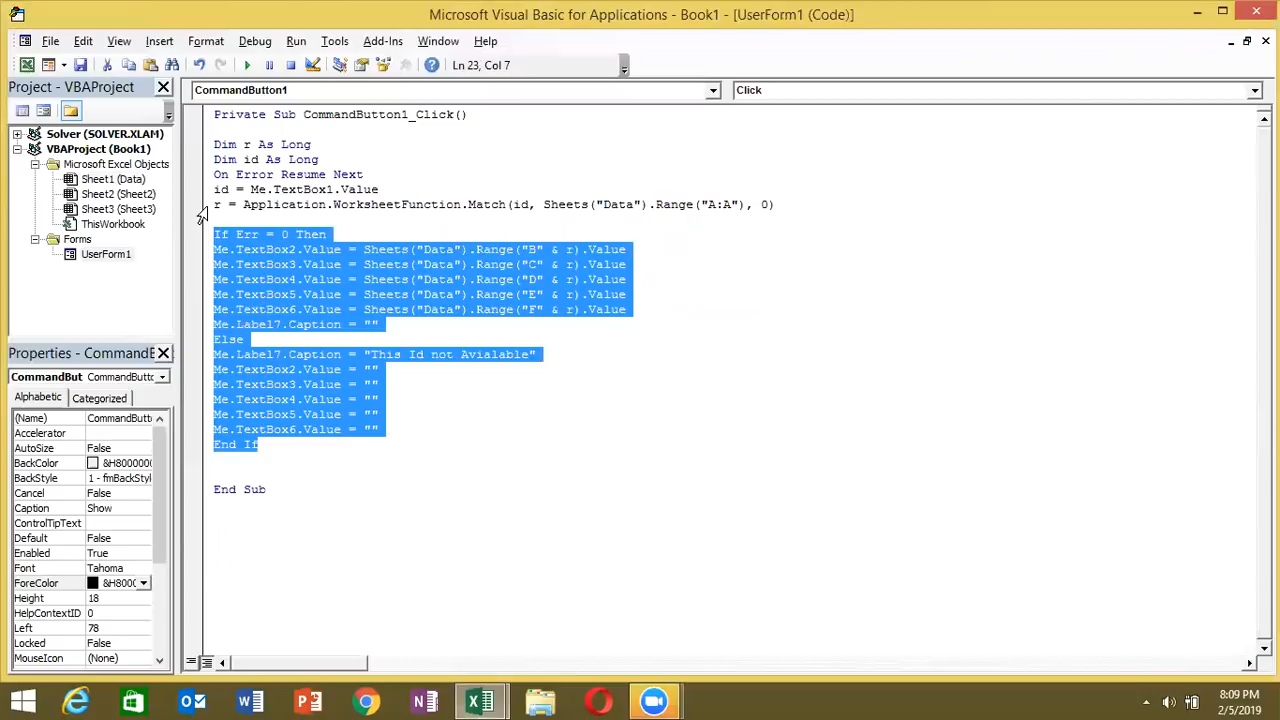 Microsoft Visual Basic for Applications - Book1 - [UserForm1 (Code)]
File Edit View Insert Format Debug Run Tools Add-Ins Window Help
Ln 23, Col 7
Project - VBAProject
CommandButton1
Click
Solver (SOLVER.XLAM)
VBAProject (Book1)
Microsoft Excel Objects
Sheet1 (Data)
Sheet2 (Sheet2)
Sheet3 (Sheet3)
ThisWorkbook
Forms
UserForm1
Private Sub CommandButton1_Click()
Dim r As Long
Dim id As Long
On Error Resume Next
id = Me.TextBox1.Value
r = Application.WorksheetFunction.Match(id, Sheets("Data").Range("A:A"), 0)
If Err = 0 Then
Me.TextBox2.Value = Sheets("Data").Range("B" & r).Value
Me.TextBox3.Value = Sheets("Data").Range("C" & r).Value
Me.TextBox4.Value = Sheets("Data").Range("D" & r).Value
Me.TextBox5.Value = Sheets("Data").Range("E" & r).Value
Me.TextBox6.Value = Sheets("Data").Range("F" & r).Value
Me.Label7.Caption = ""
Else
Me.Label7.Caption = "This Id not Avialable"
Me.TextBox2.Value = ""
Me.TextBox3.Value = ""
Me.TextBox4.Value = ""
Me.TextBox5.Value = ""
Me.TextBox6.Value = ""
End If
End Sub
Properties - CommandB
CommandBut CommandButto
Alphabetic Categorized
(Name) CommandButto
Accelerator
AutoSize False
BackColor &H8000000
BackStyle 1 - fmBackStyl
Cancel False
Caption Show
ControlTipText
Default False
Enabled True
Font Tahoma
ForeColor &H8000
Height 18
HelpContextID 0
Left 78
Locked False
MouseIcon (None)
8:09 PM
2/5/2019